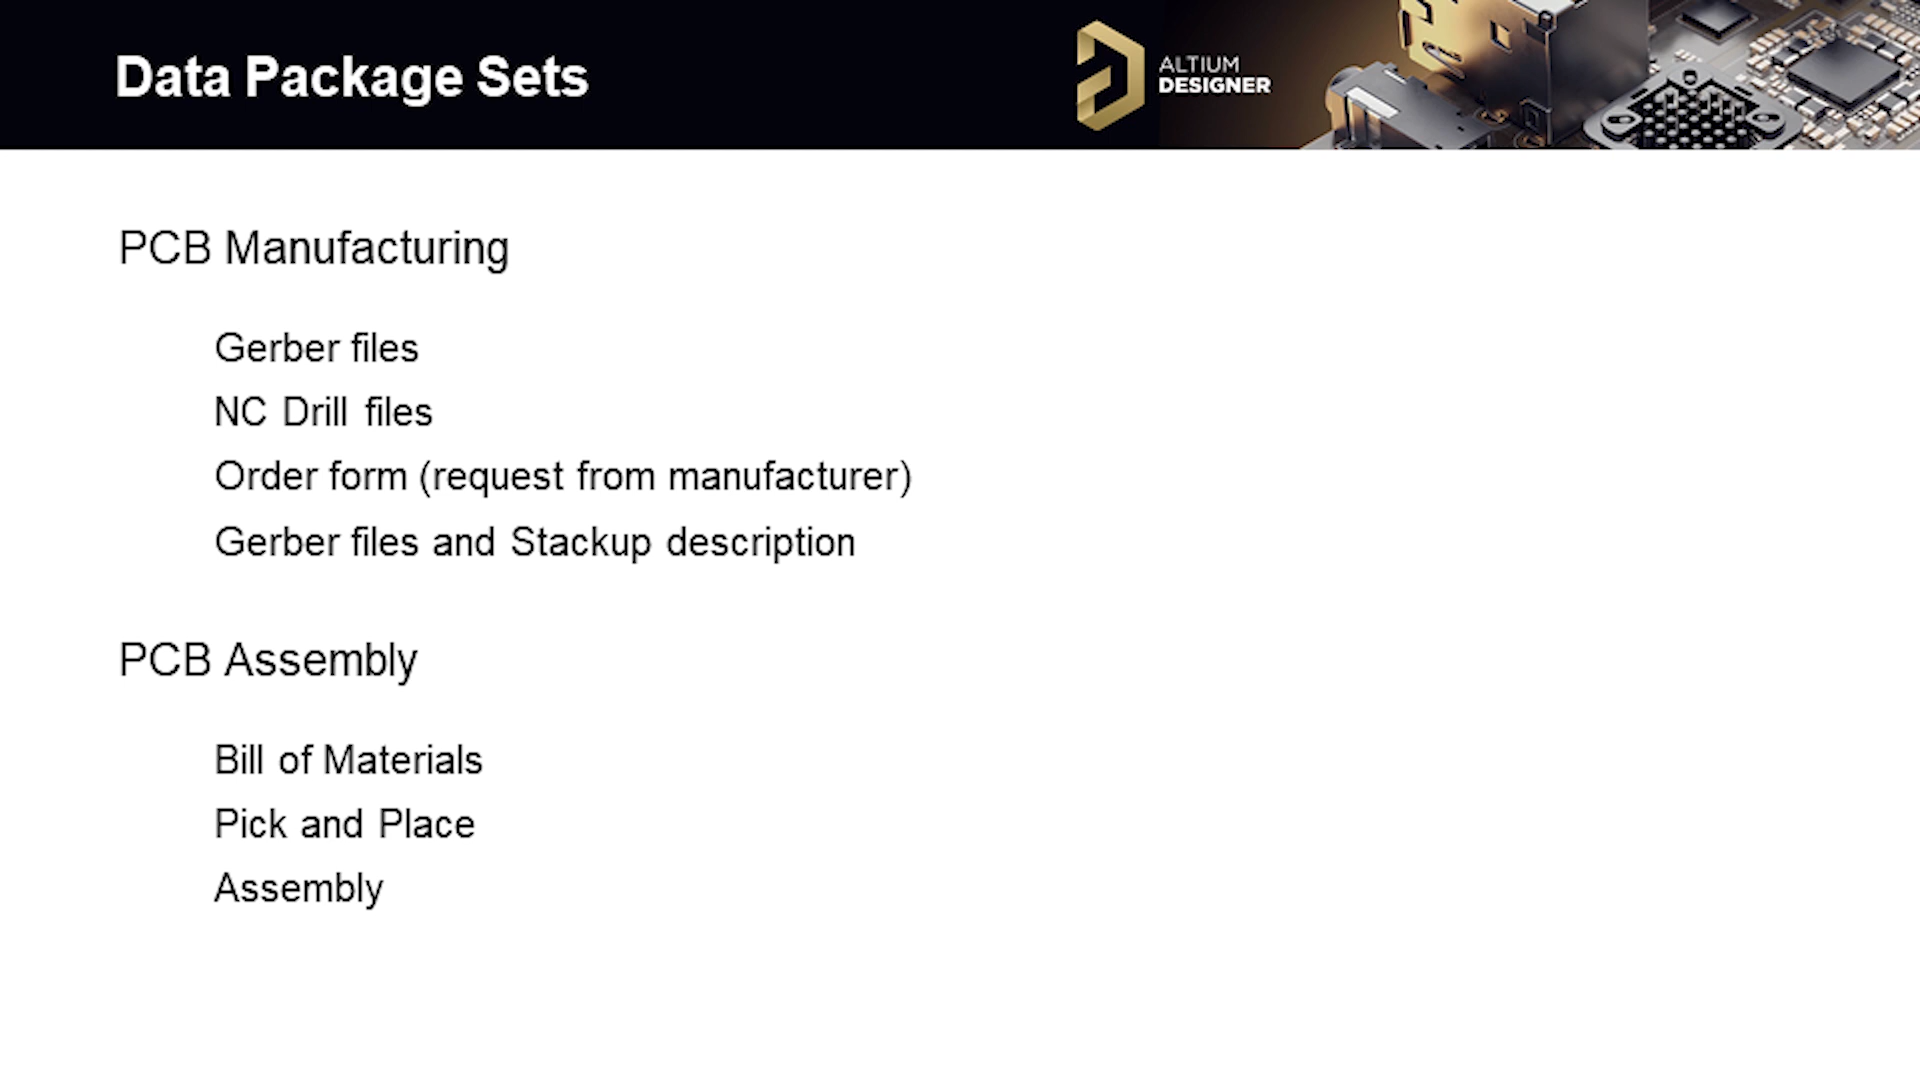 Data Package Sets
ALTIUM
DESIGNER
PCB Manufacturing
Gerber files
NC Drill files
Order form (request from manufacturer)
Gerber files and Stackup description
PCB Assembly
Bill of Materials
Pick and Place
Assembly